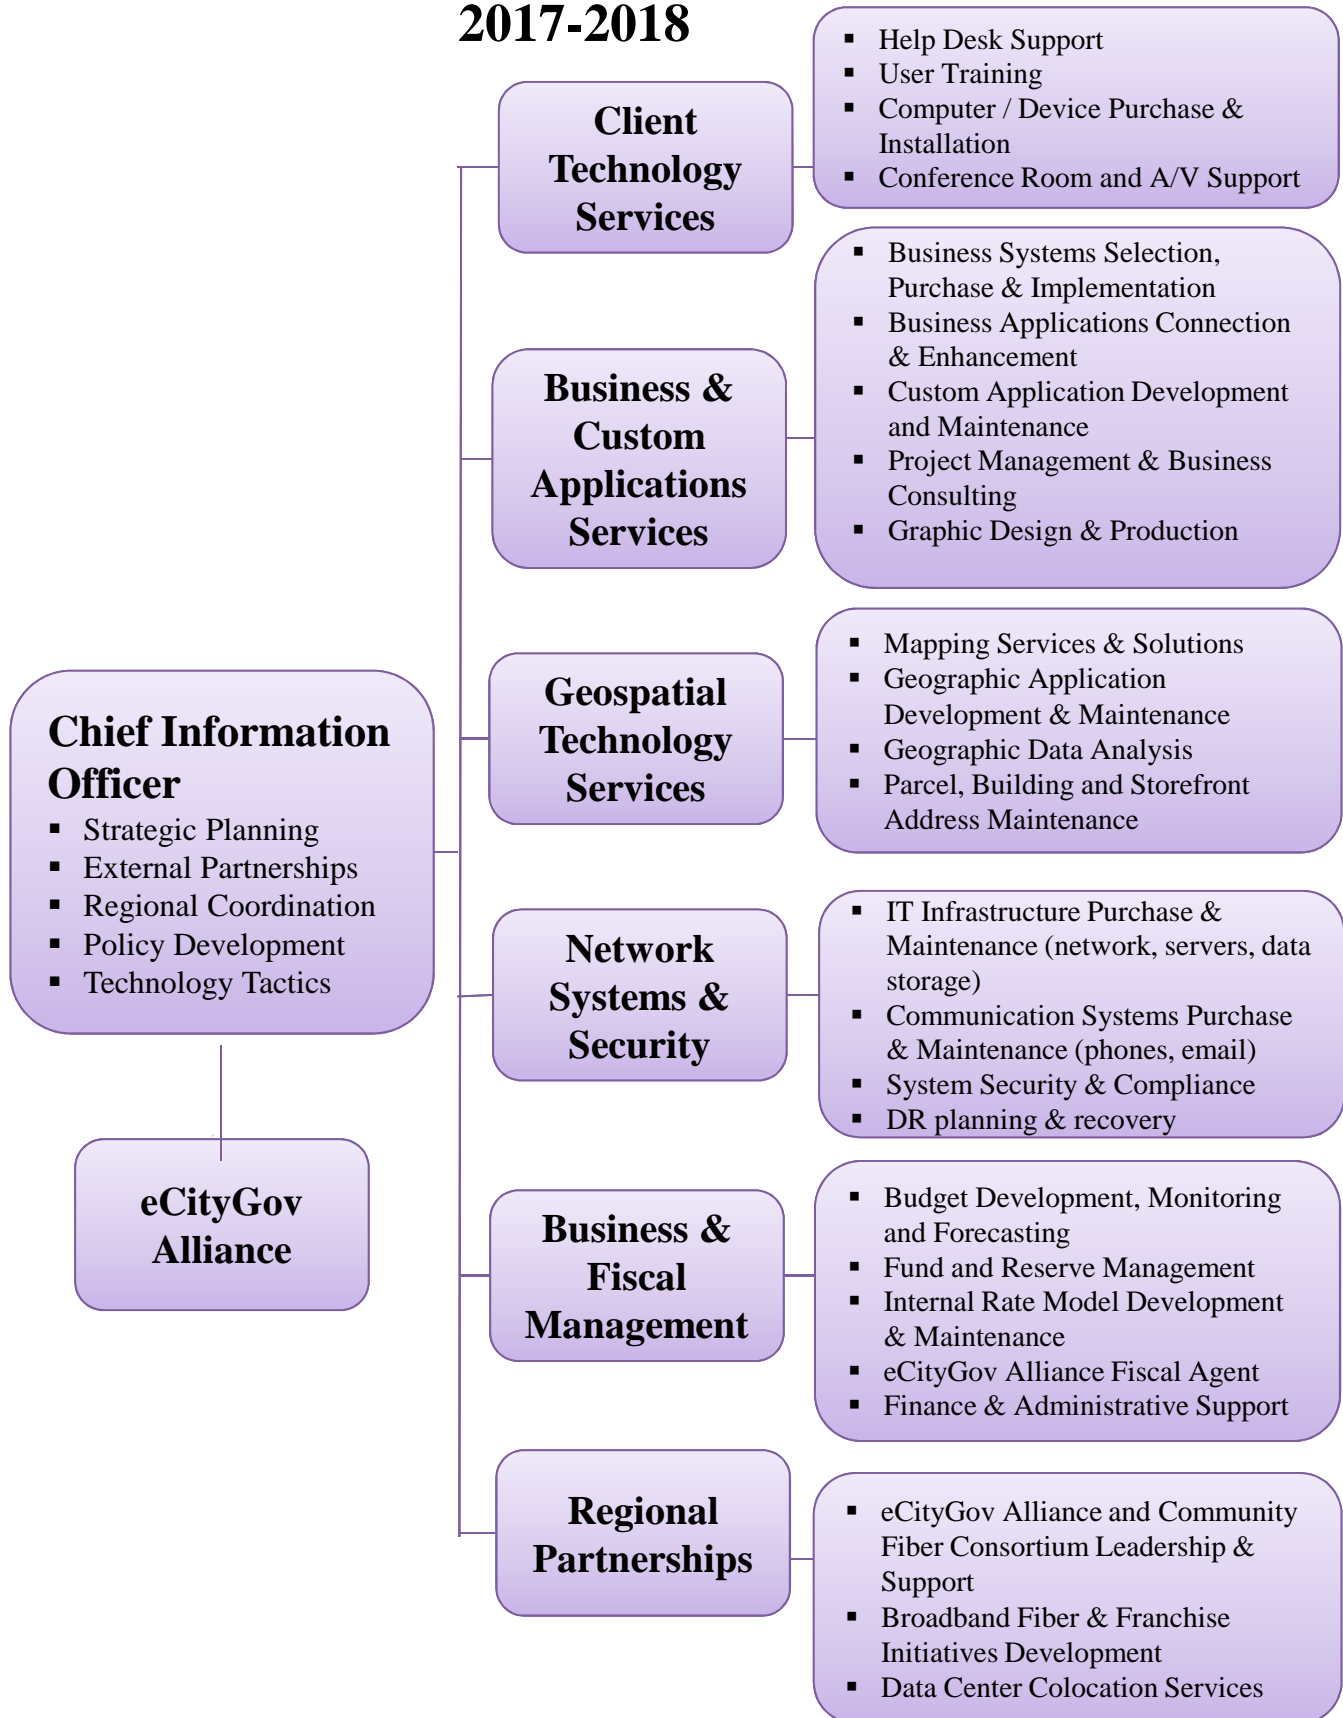 2017-2018
Client
Technology
Services
▪ Help Desk Support
▪ User Training
▪ Computer / Device Purchase &
Installation
▪ Conference Room and A/V Support
Business &
Custom
Applications
Services
▪ Business Systems Selection,
Purchase & Implementation
▪ Business Applications Connection
& Enhancement
▪ Custom Application Development
and Maintenance
▪ Project Management & Business
Consulting
▪ Graphic Design & Production
Chief Information
Officer
▪ Strategic Planning
▪ External Partnerships
▪ Regional Coordination
▪ Policy Development
▪ Technology Tactics
eCityGov
Alliance
Geospatial
Technology
Services
▪ Mapping Services & Solutions
▪ Geographic Application
Development & Maintenance
▪ Geographic Data Analysis
▪ Parcel, Building and Storefront
Address Maintenance
Network
Systems &
Security
▪ IT Infrastructure Purchase &
Maintenance (network, servers, data
storage)
▪ Communication Systems Purchase
& Maintenance (phones, email)
▪ System Security & Compliance
▪ DR planning & recovery
Business &
Fiscal
Management
▪ Budget Development, Monitoring
and Forecasting
▪ Fund and Reserve Management
▪ Internal Rate Model Development
& Maintenance
▪ eCityGov Alliance Fiscal Agent
▪ Finance & Administrative Support
Regional
Partnerships
▪ eCityGov Alliance and Community
Fiber Consortium Leadership &
Support
▪ Broadband Fiber & Franchise
Initiatives Development
▪ Data Center Colocation Services